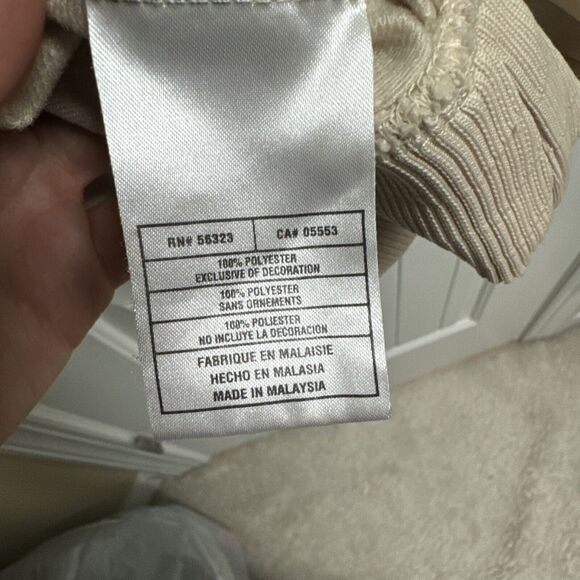 RN# 56323 CA# 05553
100% POLYESTER
EXCLUSIVE OF DECORATION
100% POLYESTER
SANS ORNEMENTS
100% POLIESTER
NO INCLUYE LA DECORACION
FABRIQUE EN MALAISIE
HECHO EN MALASIA
MADE IN MALAYSIA